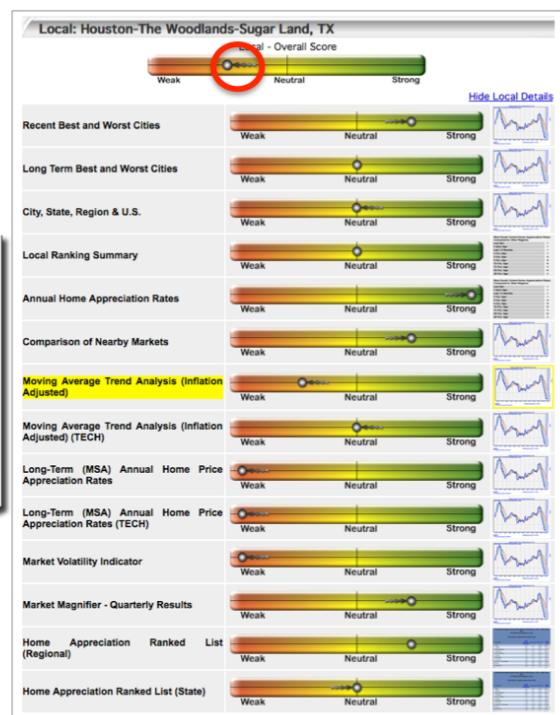 Local: Houston-The Woodlands-Sugar Land, TX
Local - Overall Score
Weak Neutral Strong
Hide Local Details
Recent Best and Worst Cities
Weak Neutral Strong
Long Term Best and Worst Cities
Weak Neutral Strong
City, State, Region & U.S.
Weak Neutral Strong
Local Ranking Summary
Weak Neutral Strong
Annual Home Appreciation Rates
Weak Neutral Strong
Comparison of Nearby Markets
Weak Neutral Strong
Moving Average Trend Analysis (Inflation
Adjusted)
Weak Neutral Strong
Moving Average Trend Analysis (Inflation
Adjusted) (TECH)
Weak Neutral Strong
Long-Term (MSA) Annual Home Price
Appreciation Rates
Weak Neutral Strong
Long-Term (MSA) Annual Home Price
Appreciation Rates (TECH)
Weak Neutral Strong
Market Volatility Indicator
Weak Neutral Strong
Market Magnifier - Quarterly Results
Weak Neutral Strong
Home Appreciation Ranked List
(Regional)
Weak Neutral Strong
Home Appreciation Ranked List (State)
Weak Neutral Strong